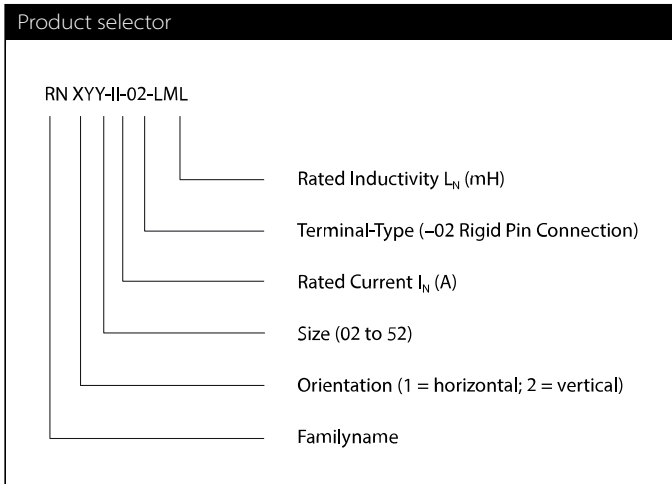 Product selector
RN XYY-II-02-LML
Rated Inductivity LN (mH)
Terminal-Type (–02 Rigid Pin Connection)
Rated Current IN (A)
Size (02 to 52)
Orientation (1 = horizontal; 2 = vertical)
Familyname